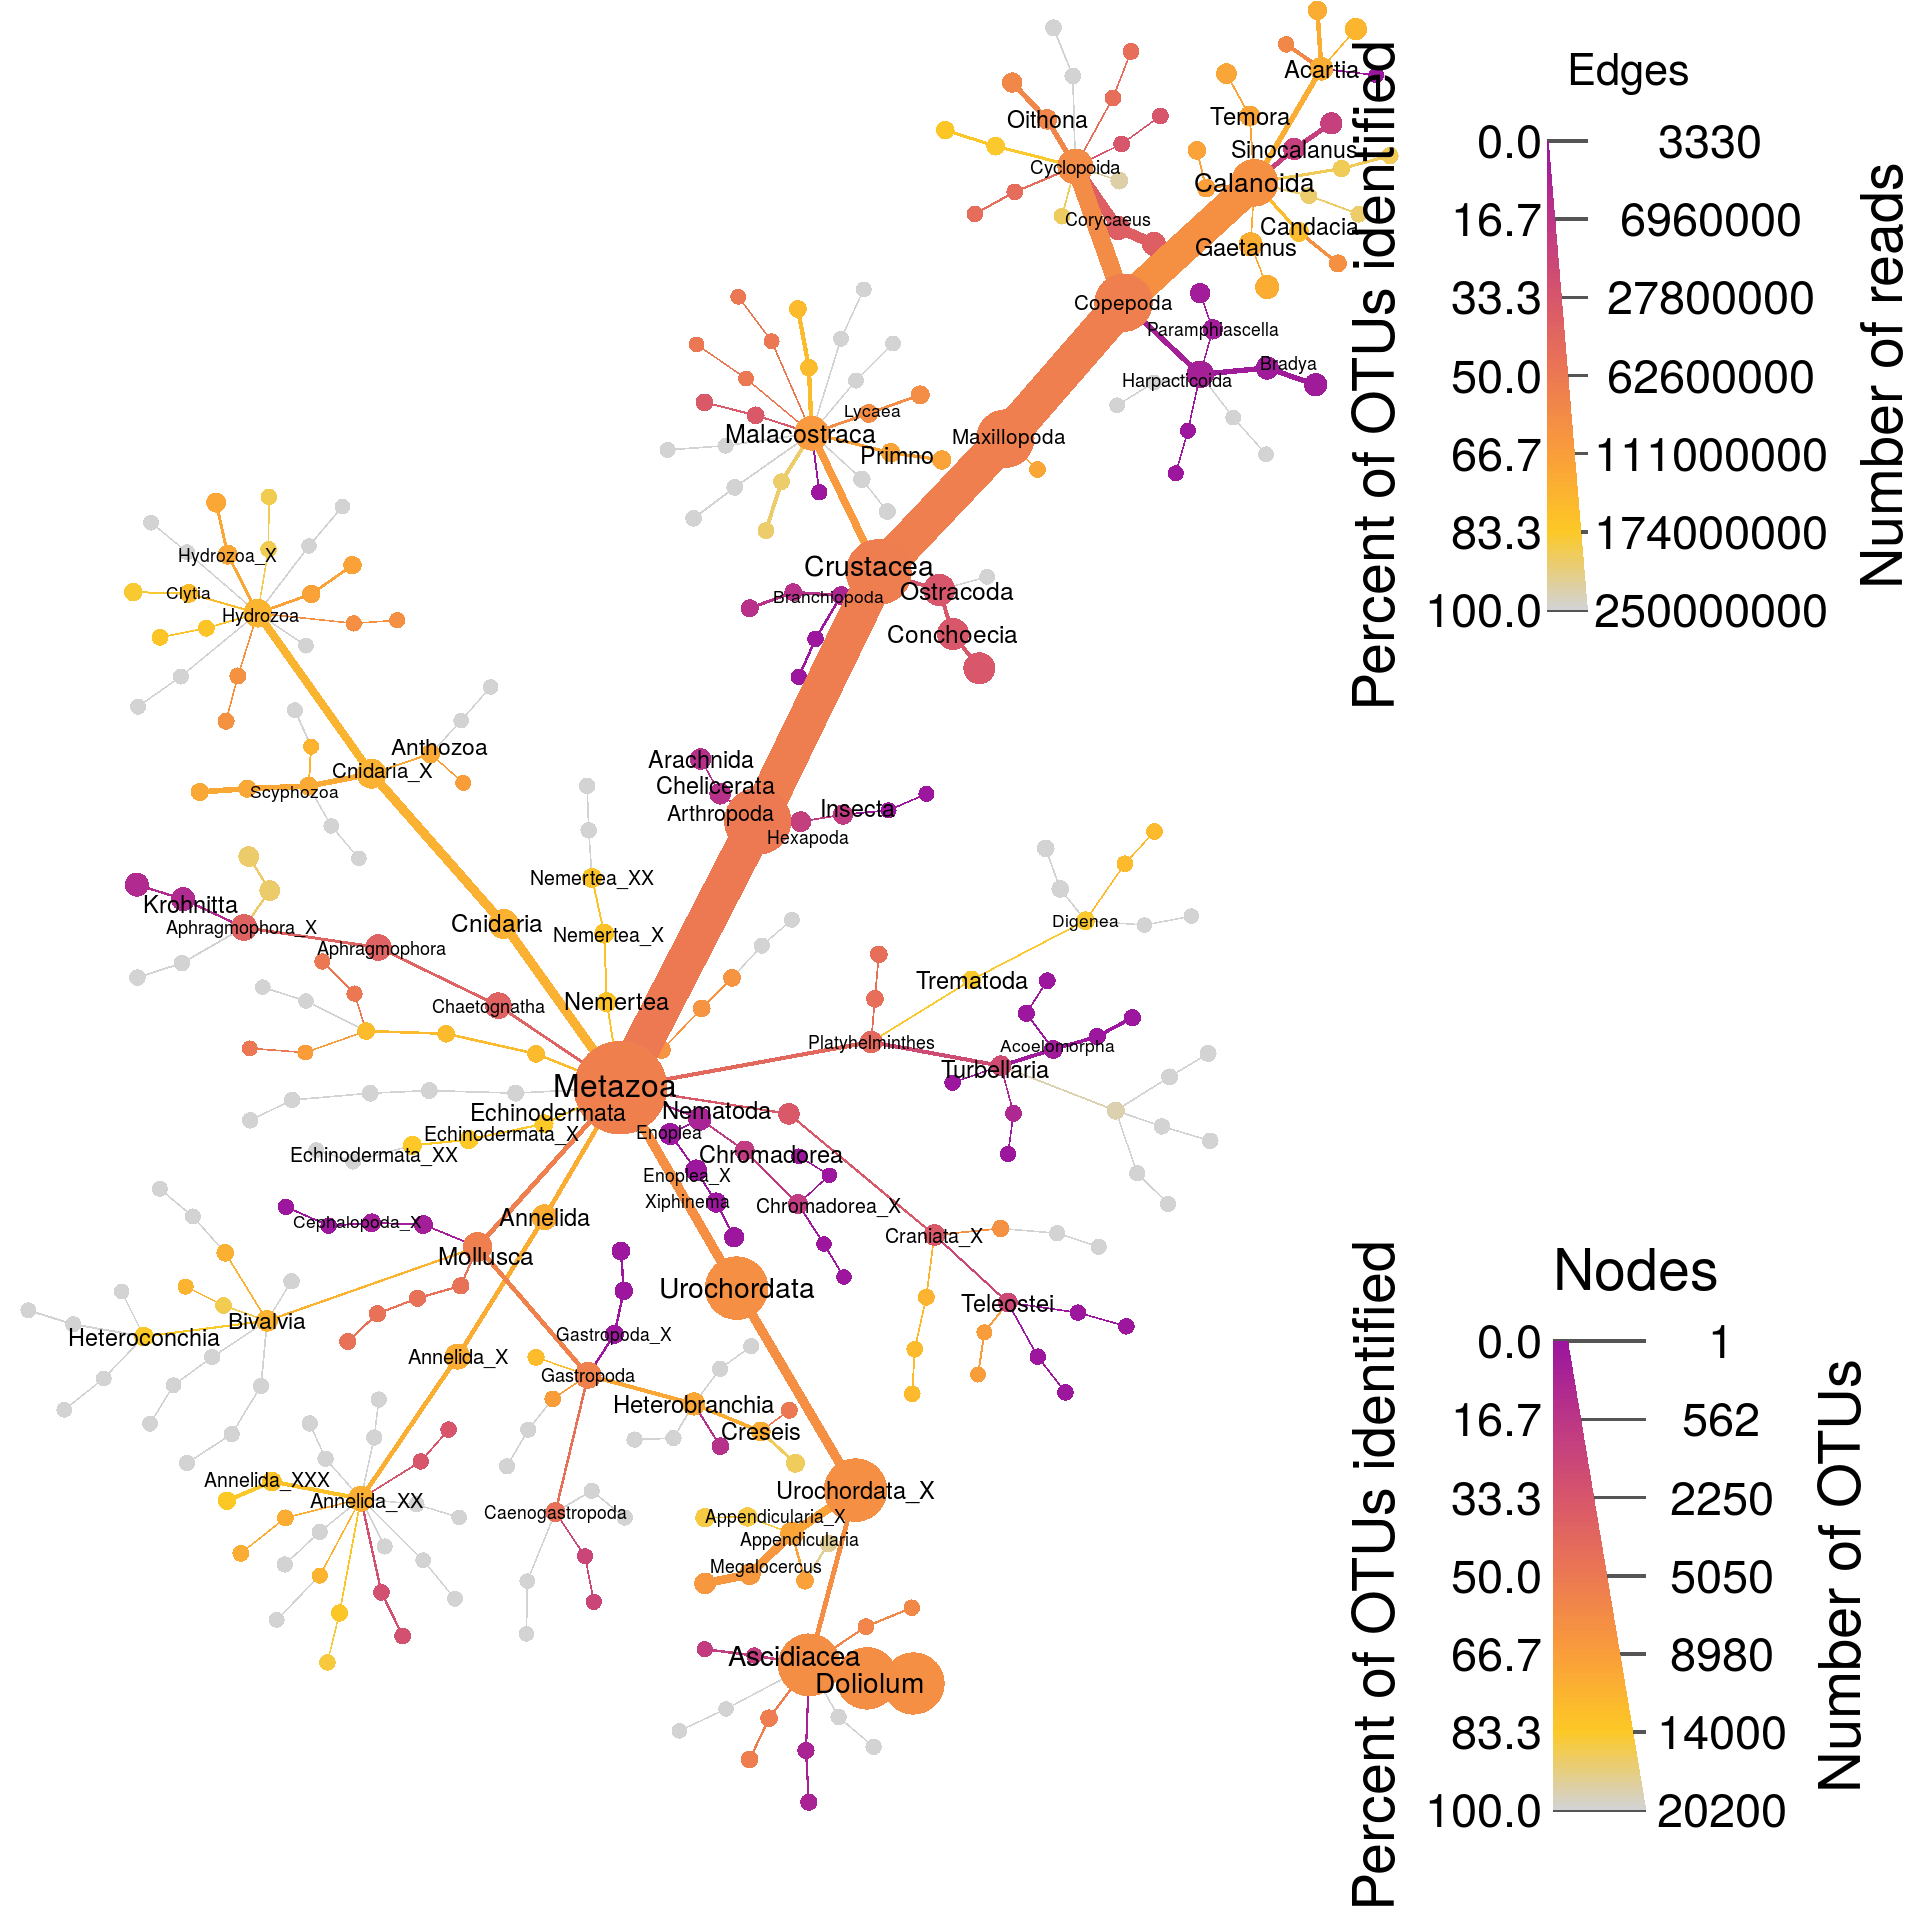 Acartia
Edges
Temora
Oithona
Sinocalanus
Cyclopoida
Calanoida
Corycaeus
Candacia
Gaetanus
Copepoda
Paramphiascella
Bradya
Harpacticoida
Lycaea
Malacostraca
Maxillopoda
Primno
Hydrozoa_X
Crustacea
Clytia
Branchiopoda
Ostracoda
Hydrozoa
Conchoecia
Anthozoa
Arachnida
Cnidaria_X
Chelicerata
Scyphozoa
Arthropoda
Insecta
Hexapoda
Nemertea_XX
Krohnitta
Aphragmophora_X
Cnidaria
Nemertea_X
Digenea
Aphragmophora
Trematoda
Chaetognatha
Nemertea
Platyhelminthes
Acoelomorpha
Turbellaria
Metazoa
Echinodermata
Nematoda
Echinodermata_X
Enoplea
Echinodermata_XX
Chromadorea
Enoplea_X
Xiphinema
Chromadorea_X
Cephalopoda_X
Annelida
Craniata_X
Mollusca
Urochordata
Teleostei
Bivalvia
Heteroconchia
Gastropoda_X
Annelida_X
Gastropoda
Heterobranchia
Creseis
Annelida_XXX
Annelida_XX
Urochordata_X
Caenogastropoda
Appendicularia_X
Appendicularia
Megalocercus
Ascidiacea
Doliolum
Percent of OTUs identified
0.0 3330
16.7 6960000
33.3 27800000
50.0 62600000
66.7 111000000
83.3 174000000
100.0 250000000
Number of reads
Nodes
Percent of OTUs identified
0.0 1
16.7 562
33.3 2250
50.0 5050
66.7 8980
83.3 14000
100.0 20200
Number of OTUs